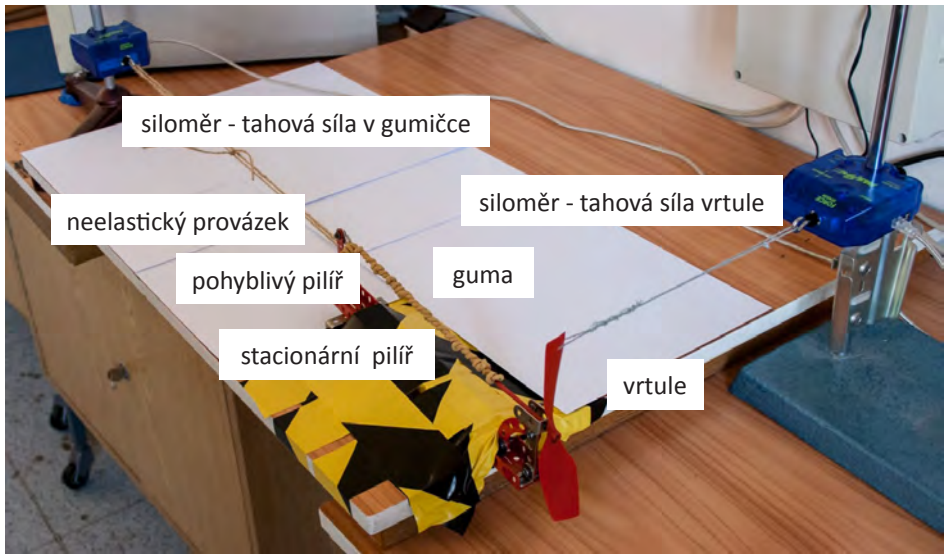 siloměr - tahová síla v gumičce
siloměr - tahová síla vrtule
neelastický provázek
pohyblivý pilíř
guma
stacionární pilíř
vrtule